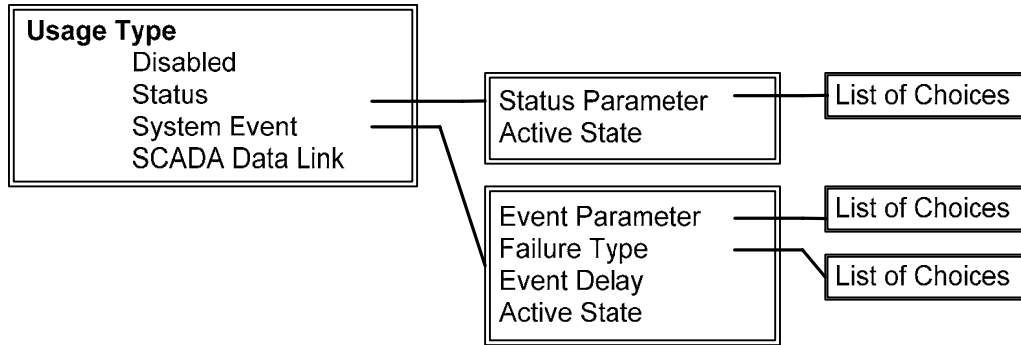 Usage Type
Disabled
Status
System Event
SCADA Data Link
Status Parameter
Active State
List of Choices
Event Parameter
Failure Type
Event Delay
Active State
List of Choices
List of Choices